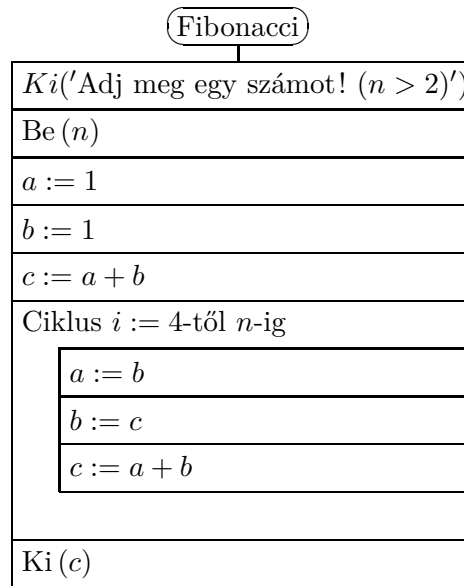 Fibonacci
Ki('Adj meg egy számot! (n > 2)')
Be (n)
a := 1
b := 1
c := a + b
Ciklus i := 4-től n-ig
a := b
b := c
c := a + b
Ki (c)